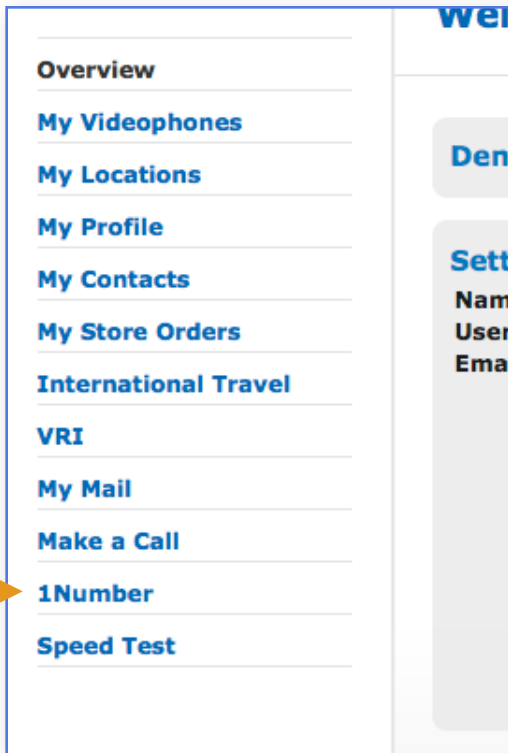 Overview
My Videophones
My Locations
My Profile
My Contacts
My Store Orders
International Travel
VRI
My Mail
Make a Call
1Number
Speed Test